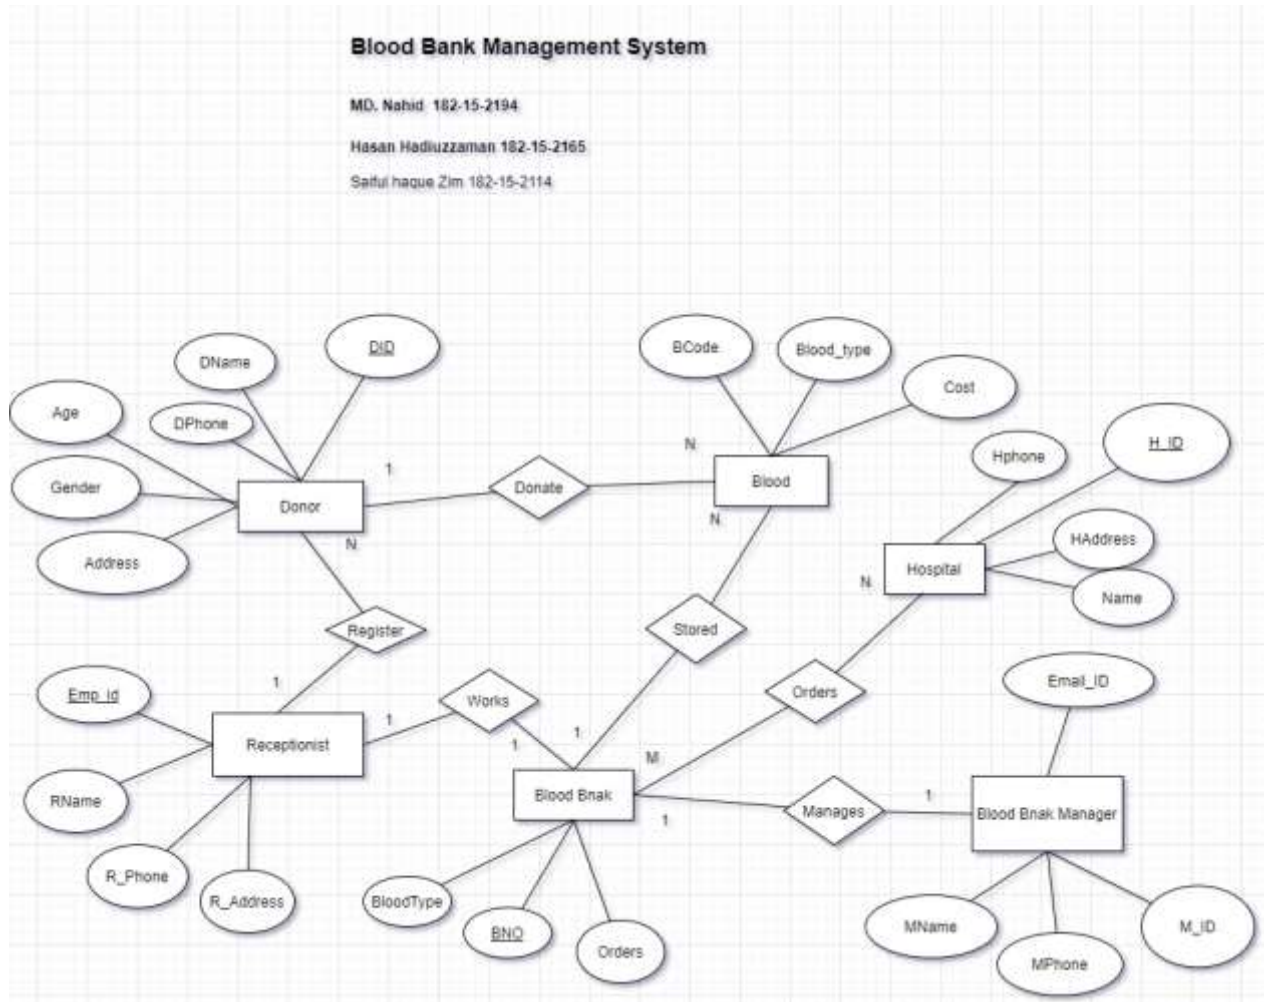 Blood Bank Management System
MD. Nahid 182-15-2194
Hasan Hadiuzzaman 182-15-2165
Saiful haque Zim 182-15-2114
DID
BCode
Blood_type
DName
Cost
Age
DPhone
H_ID
N
Hphone
1
Gender
Donate
Blood
Donor
N
HAddress
N
Address
Hospital
N
Name
Register
Stored
Email_ID
1
Emp_id
Works
Orders
1
1
1
Receptionist
M
Blood Bnak
1
RName
Manages
1
Blood Bnak Manager
R_Phone
BloodType
R_Address
MName
M_ID
BNO
Orders
MPhone